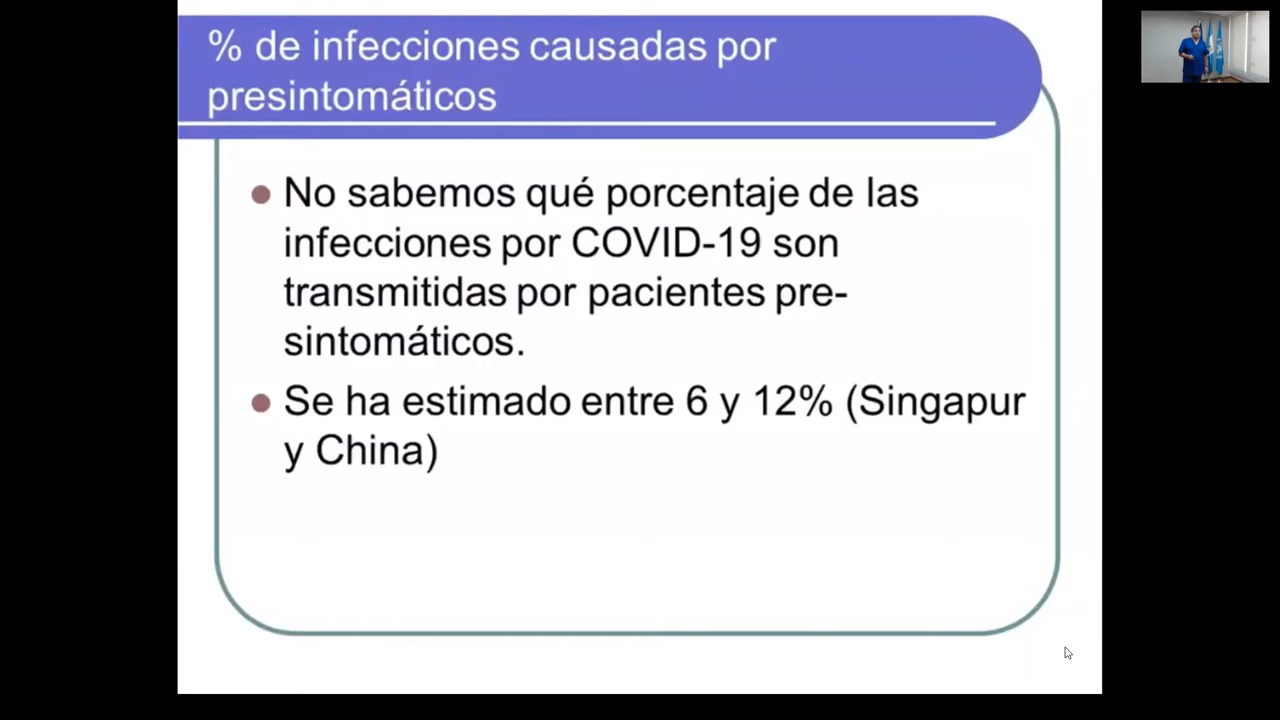 % de infecciones causadas por
presintomáticos
No sabemos qué porcentaje de las
infecciones por COVID-19 son
transmitidas por pacientes pre-
sintomáticos.
Se ha estimado entre 6 y 12% (Singapur
y China)